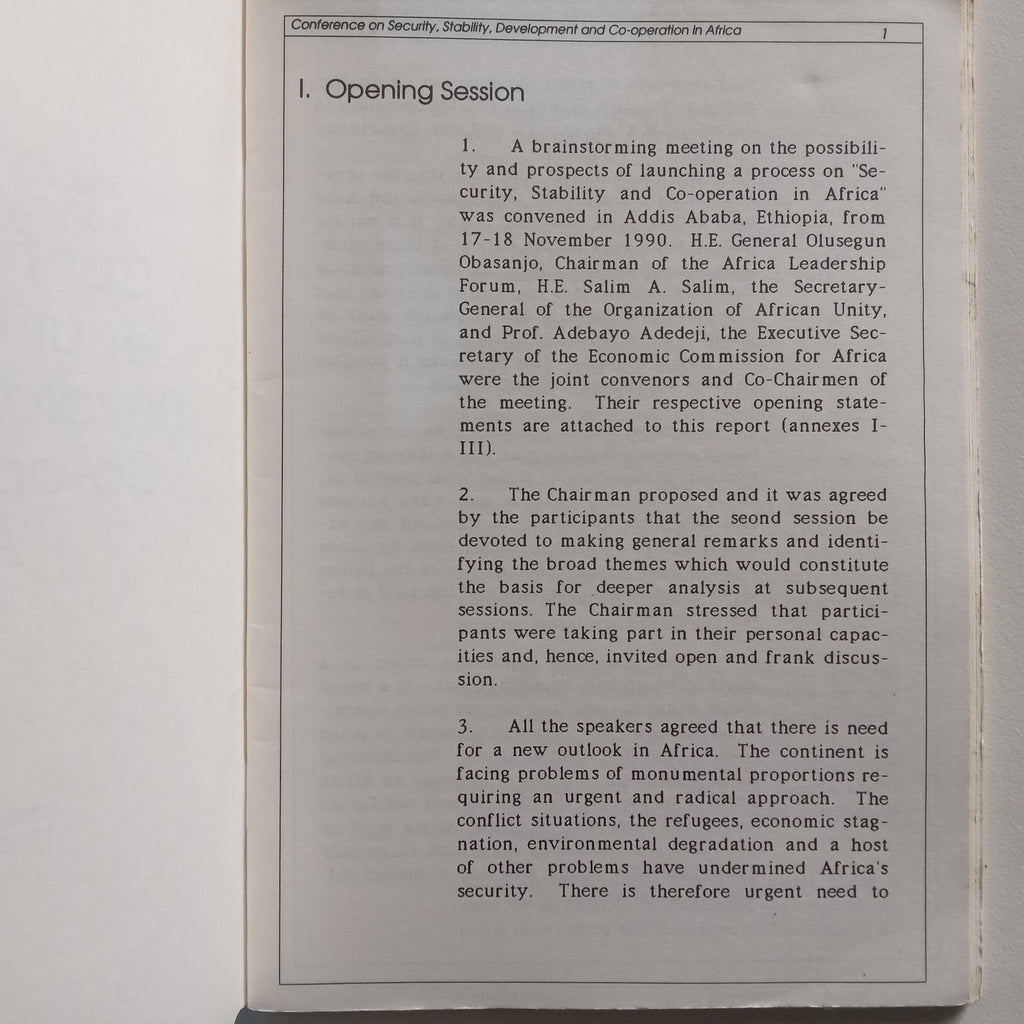 Conference on Security, Stability, Development and Co-operation in Africa 1
I. Opening Session
1. A brainstorming meeting on the possibili-
ty and prospects of launching a process on "Se-
curity, Stability and Co-operation in Africa"
was convened in Addis Ababa, Ethiopia, from
17-18 November 1990. H.E. General Olusegun
Obasanjo, Chairman of the Africa Leadership
Forum, H.E. Salim A. Salim, the Secretary-
General of the Organization of African Unity,
and Prof. Adebayo Adedeji, the Executive Sec-
retary of the Economic Commission for Africa
were the joint convenors and Co-Chairmen of
the meeting. Their respective opening state-
ments are attached to this report (annexes I-
III).
2. The Chairman proposed and it was agreed
by the participants that the seond session be
devoted to making general remarks and identi-
fying the broad themes which would constitute
the basis for deeper analysis at subsequent
sessions. The Chairman stressed that partici-
pants were taking part in their personal capac-
ities and, hence, invited open and frank discus-
sion.
3. All the speakers agreed that there is need
for a new outlook in Africa. The continent is
facing problems of monumental proportions re-
quiring an urgent and radical approach. The
conflict situations, the refugees, economic stag-
nation, environmental degradation and a host
of other problems have undermined Africa's
security. There is therefore urgent need to